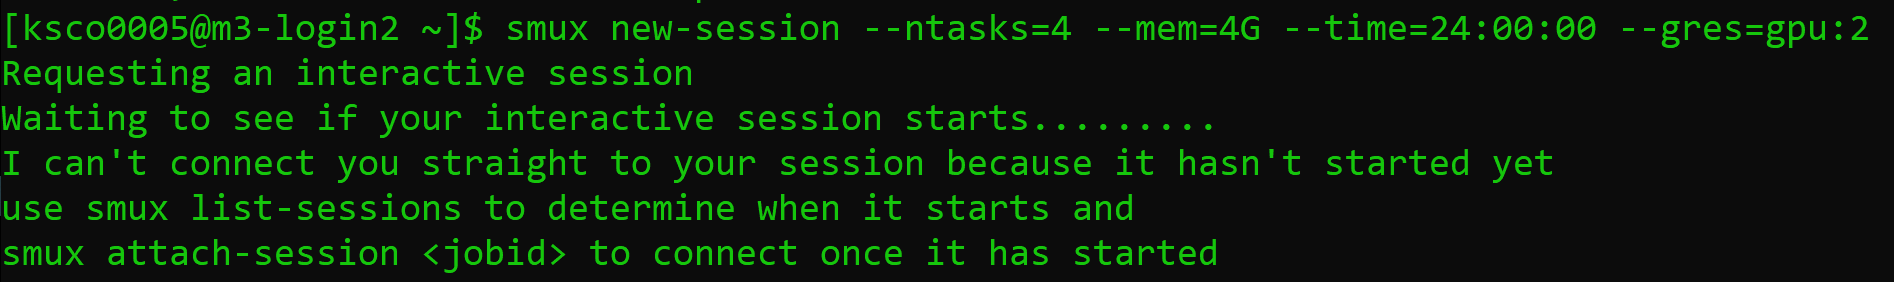 [ksco0005@m3-login2 ~]$ smux new-session --ntasks=4 --mem=4G --time=24:00:00 --gres=gpu:2
Requesting an interactive session
Waiting to see if your interactive session starts.........
I can't connect you straight to your session because it hasn't started yet
use smux list-sessions to determine when it starts and
smux attach-session <jobid> to connect once it has started